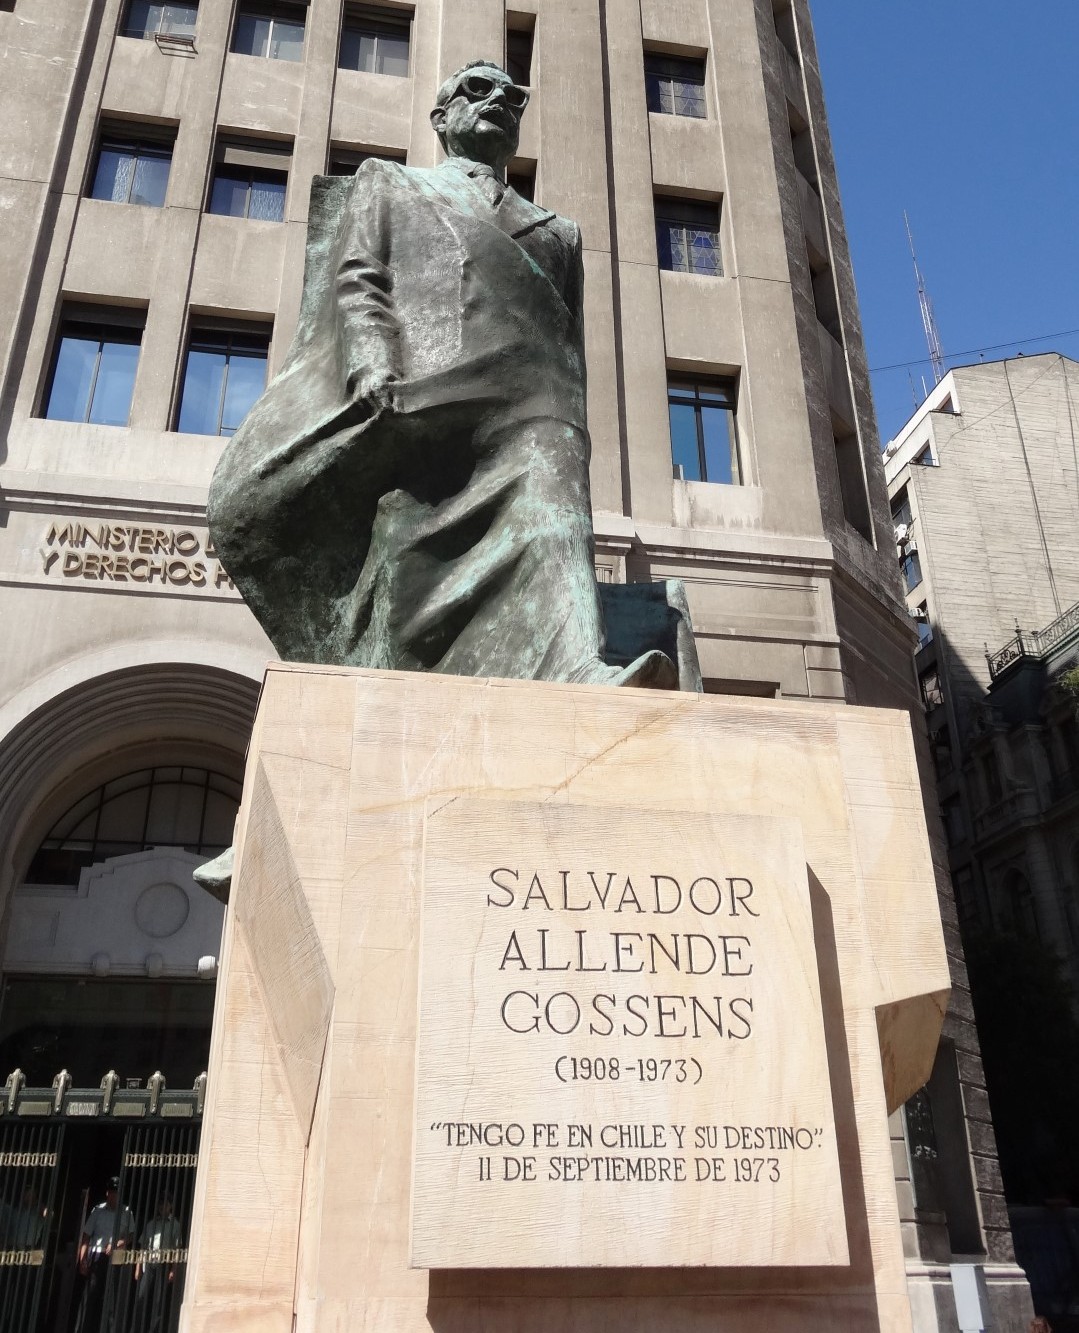 MINISTERIO
Y DERECHOS
SALVADOR
ALLENDE
GOSSENS
(1908-1973)
"TENGO FE EN CHILE Y SU DESTINO".
11 DE SEPTIEMBRE DE 1973